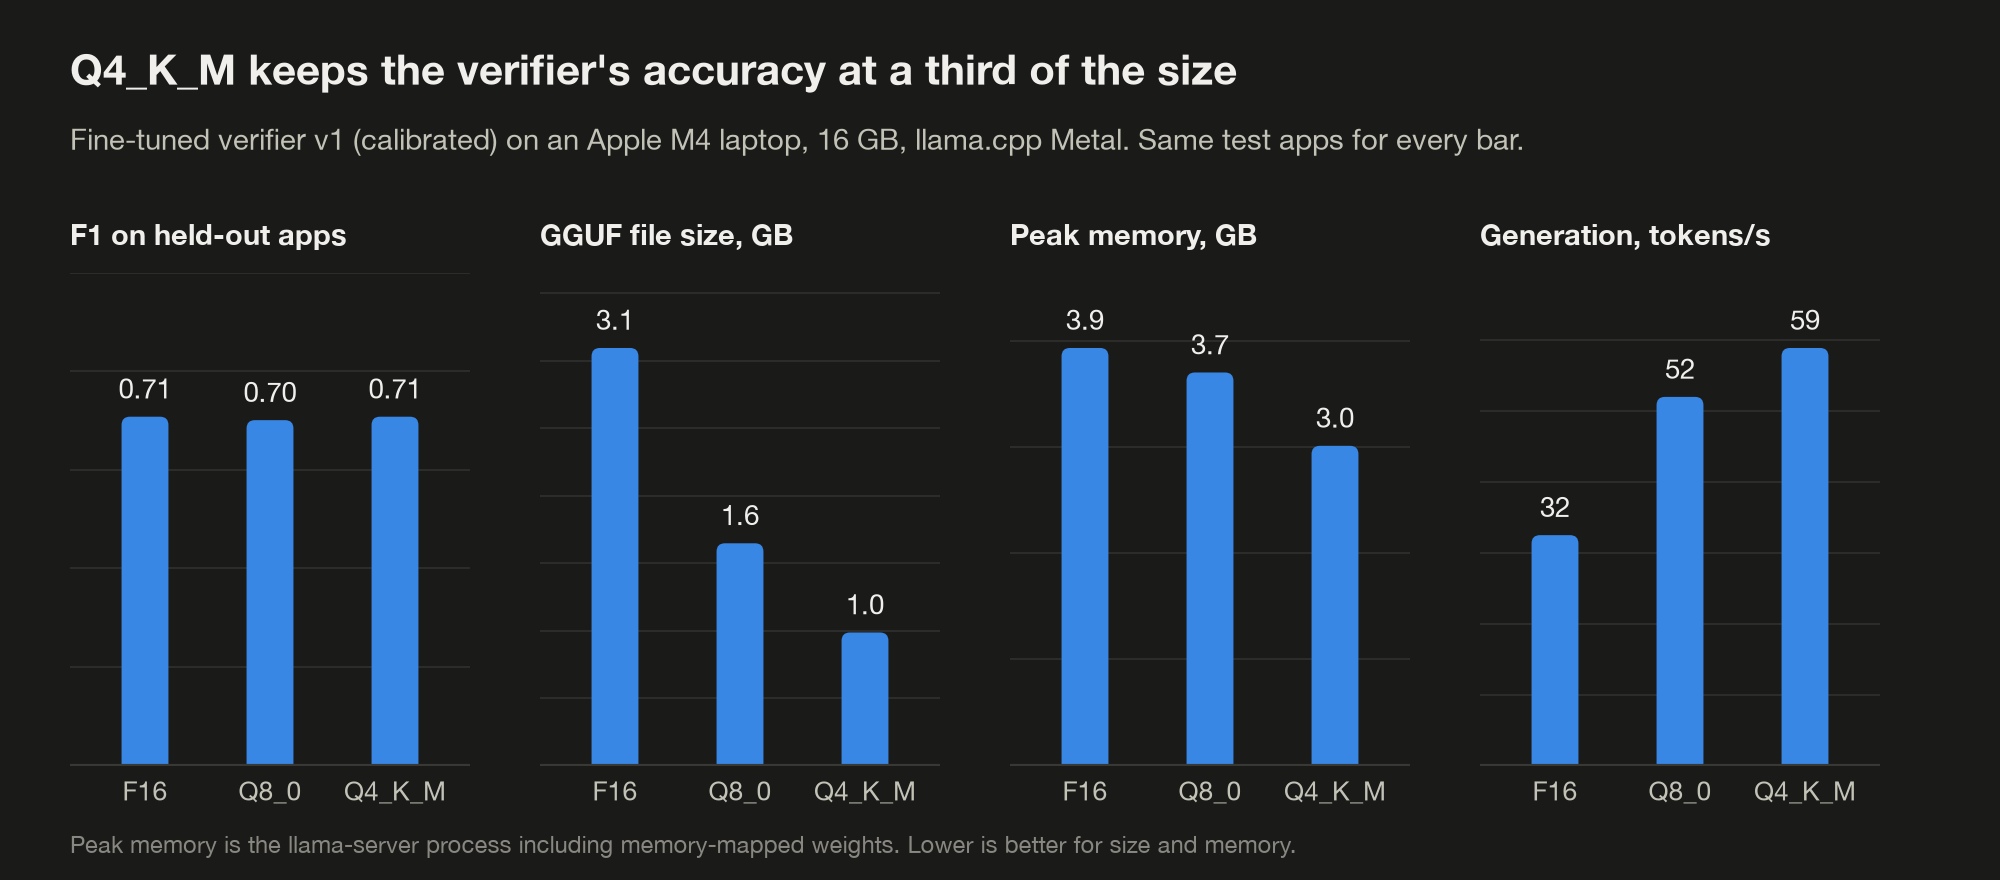 Q4_K_M keeps the verifier's accuracy at a third of the size
Fine-tuned verifier v1 (calibrated) on an Apple M4 laptop, 16 GB, llama.cpp Metal. Same test apps for every bar.
F1 on held-out apps
0.71
0.70
0.71
F16
Q8_0
Q4_K_M
GGUF file size, GB
3.1
1.6
1.0
F16
Q8_0
Q4_K_M
Peak memory, GB
3.9
3.7
3.0
F16
Q8_0
Q4_K_M
Generation, tokens/s
32
52
59
F16
Q8_0
Q4_K_M
Peak memory is the llama-server process including memory-mapped weights. Lower is better for size and memory.